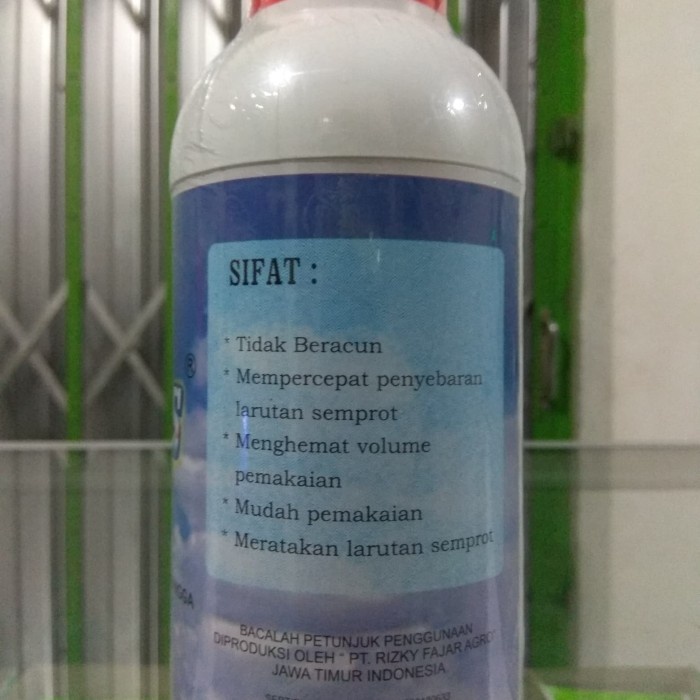 SIFAT :
* Tidak Beracun
* Mempercepat penyebaran
larutan semprot
* Menghemat volume
pemakaian
* Mudah pemakaian
* Meratakan larutan semprot
®
BACALAH PETUNJUK PENGGUNAAN
DIPRODUKSI OLEH " PT. RIZKY FAJAR AGRO"
JAWA TIMUR INDONESIA